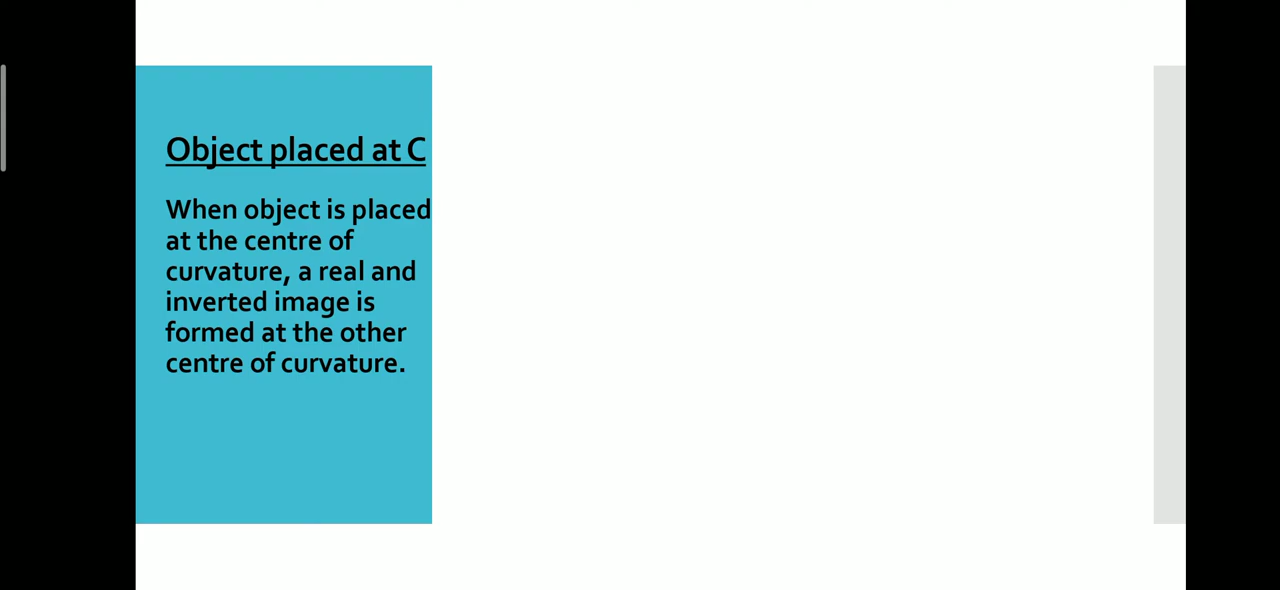 Object placed at C
When object is placed
at the centre of
curvature, a real and
inverted image is
formed at the other
centre of curvature.